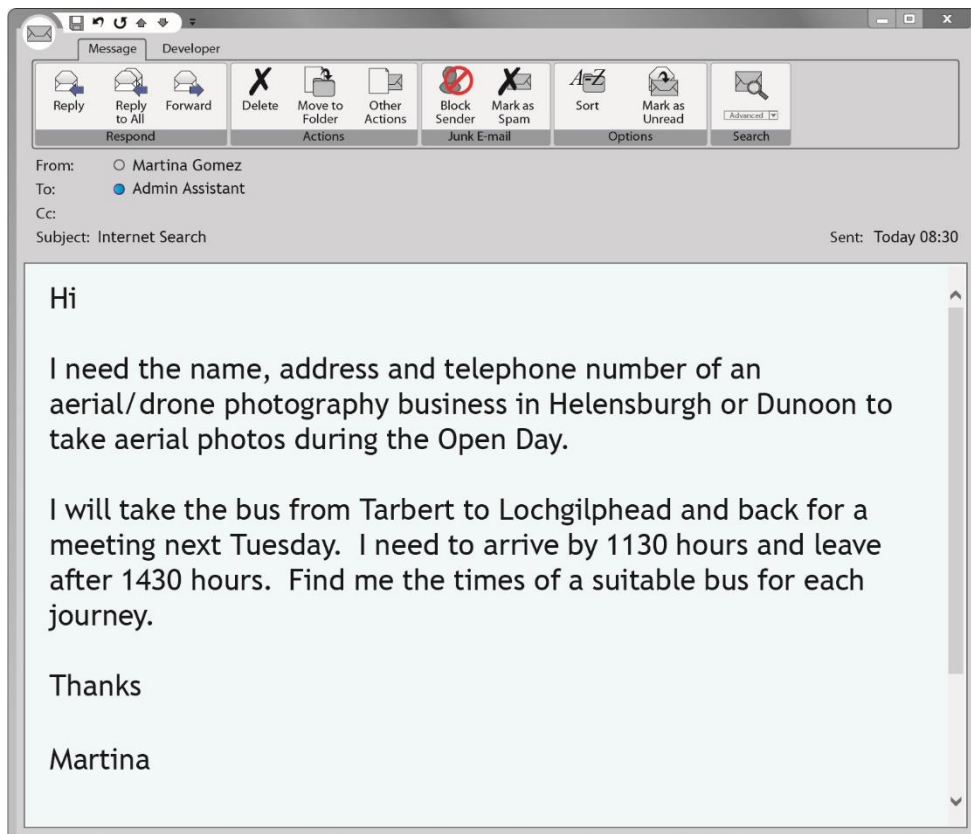 Message Developer
Reply Reply to All Forward Delete Move to Folder Other Actions Block Sender Mark as Spam A=Z Sort Mark as Unread Advanced
Respond Actions Junk E-mail Options Search
From: Martina Gomez
To: Admin Assistant
Cc:
Subject: Internet Search Sent: Today 08:30
Hi
I need the name, address and telephone number of an
aerial/drone photography business in Helensburgh or Dunoon to
take aerial photos during the Open Day.
I will take the bus from Tarbert to Lochgilphead and back for a
meeting next Tuesday. I need to arrive by 1130 hours and leave
after 1430 hours. Find me the times of a suitable bus for each
journey.
Thanks
Martina